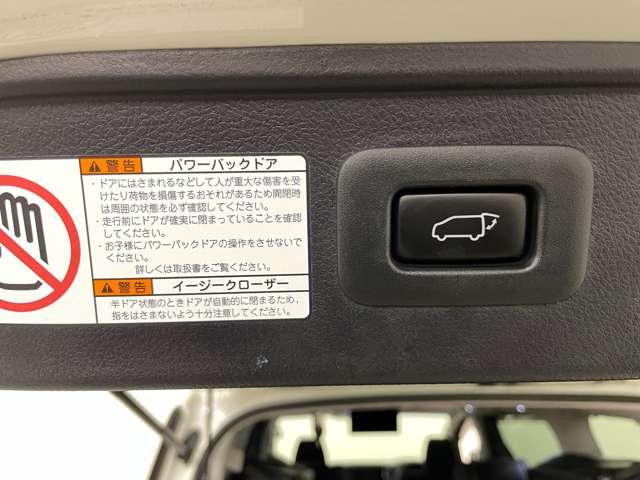 警告 パワーバックドア
・ドアにはさまれるなどして人が重大な傷害を受
けたり荷物を損傷するおそれがあるため開閉時
は周囲の状態を必ず確認してください。
・走行前にドアが確実に閉まっていることを確認
してください。
・お子様にパワーバックドアの操作をさせないで
ください。
詳しくは取扱書をご覧ください。
警告 イージークローザー
半ドア状態のときドアが自動的に閉まるため、
指をはさまないよう十分注意してください。